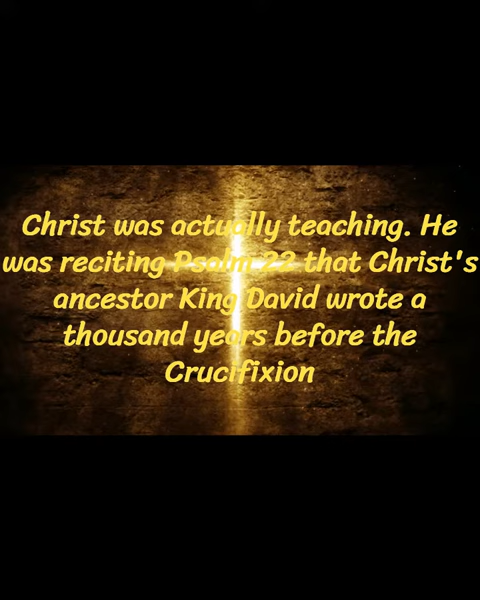 Christ was actually teaching. He
was reciting Psalm 22 that Christ's
ancestor King David wrote a
thousand years before the
Crucifixion